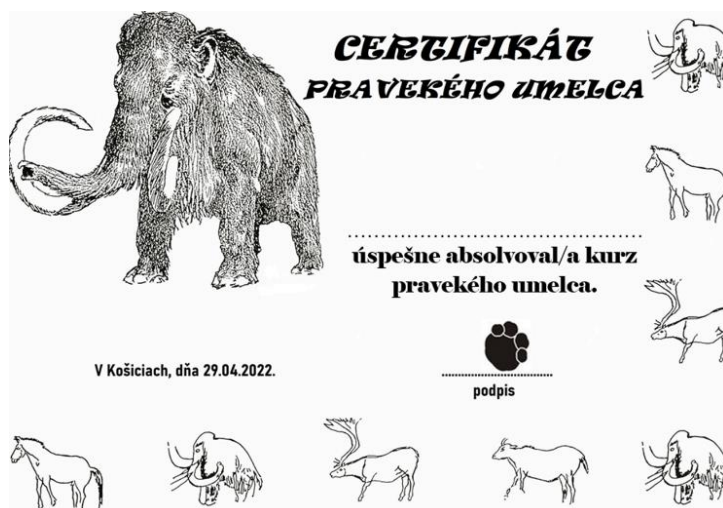 CERTIFIKÁT
PRAVEKÉHO UMELCA
úspešne absolvoval/a kurz
pravekého umelca.
V Košiciach, dňa 29.04.2022.
podpis